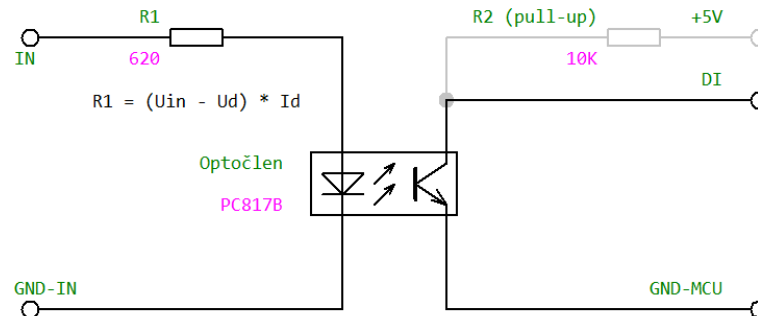 R1
R2 (pull-up)
+5V
IN
620
10K
DI
R1 = (Uin - Ud) * Id
Optočlen
PC817B
GND-IN
GND-MCU